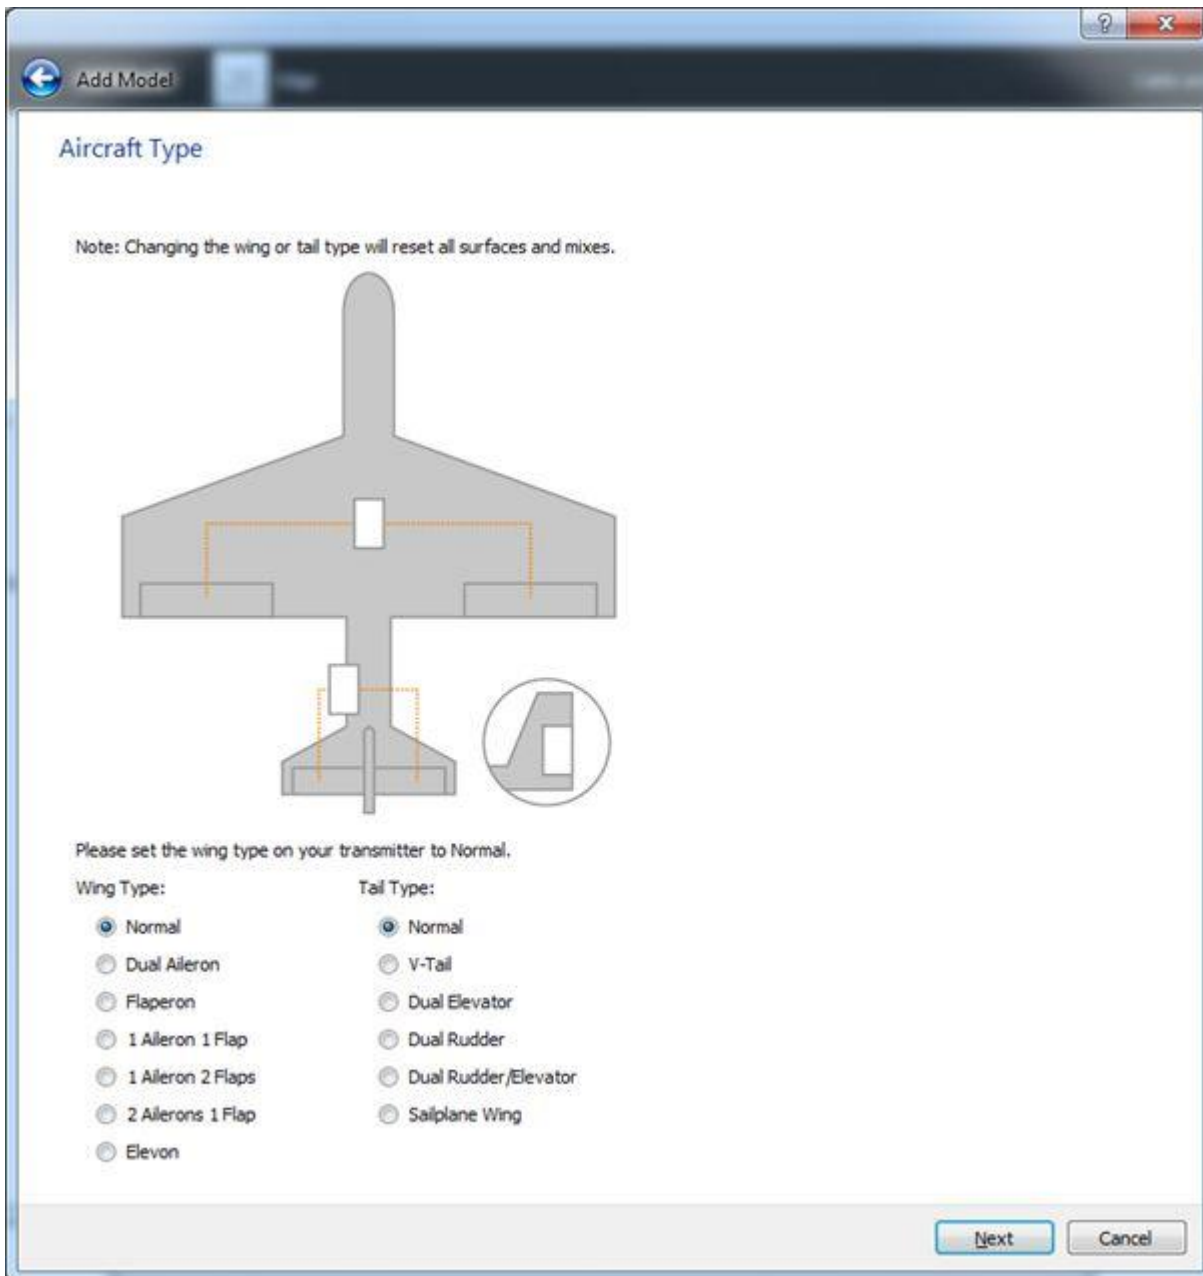 ?
X
Add Model
Aircraft Type
Note: Changing the wing or tail type will reset all surfaces and mixes.
Please set the wing type on your transmitter to Normal.
Wing Type: Tail Type:
Normal Normal
Dual Aileron V-Tail
Flaperon Dual Elevator
1 Aileron 1 Flap Dual Rudder
1 Aileron 2 Flaps Dual Rudder/Elevator
2 Ailerons 1 Flap Sailplane Wing
Elevon
Next Cancel